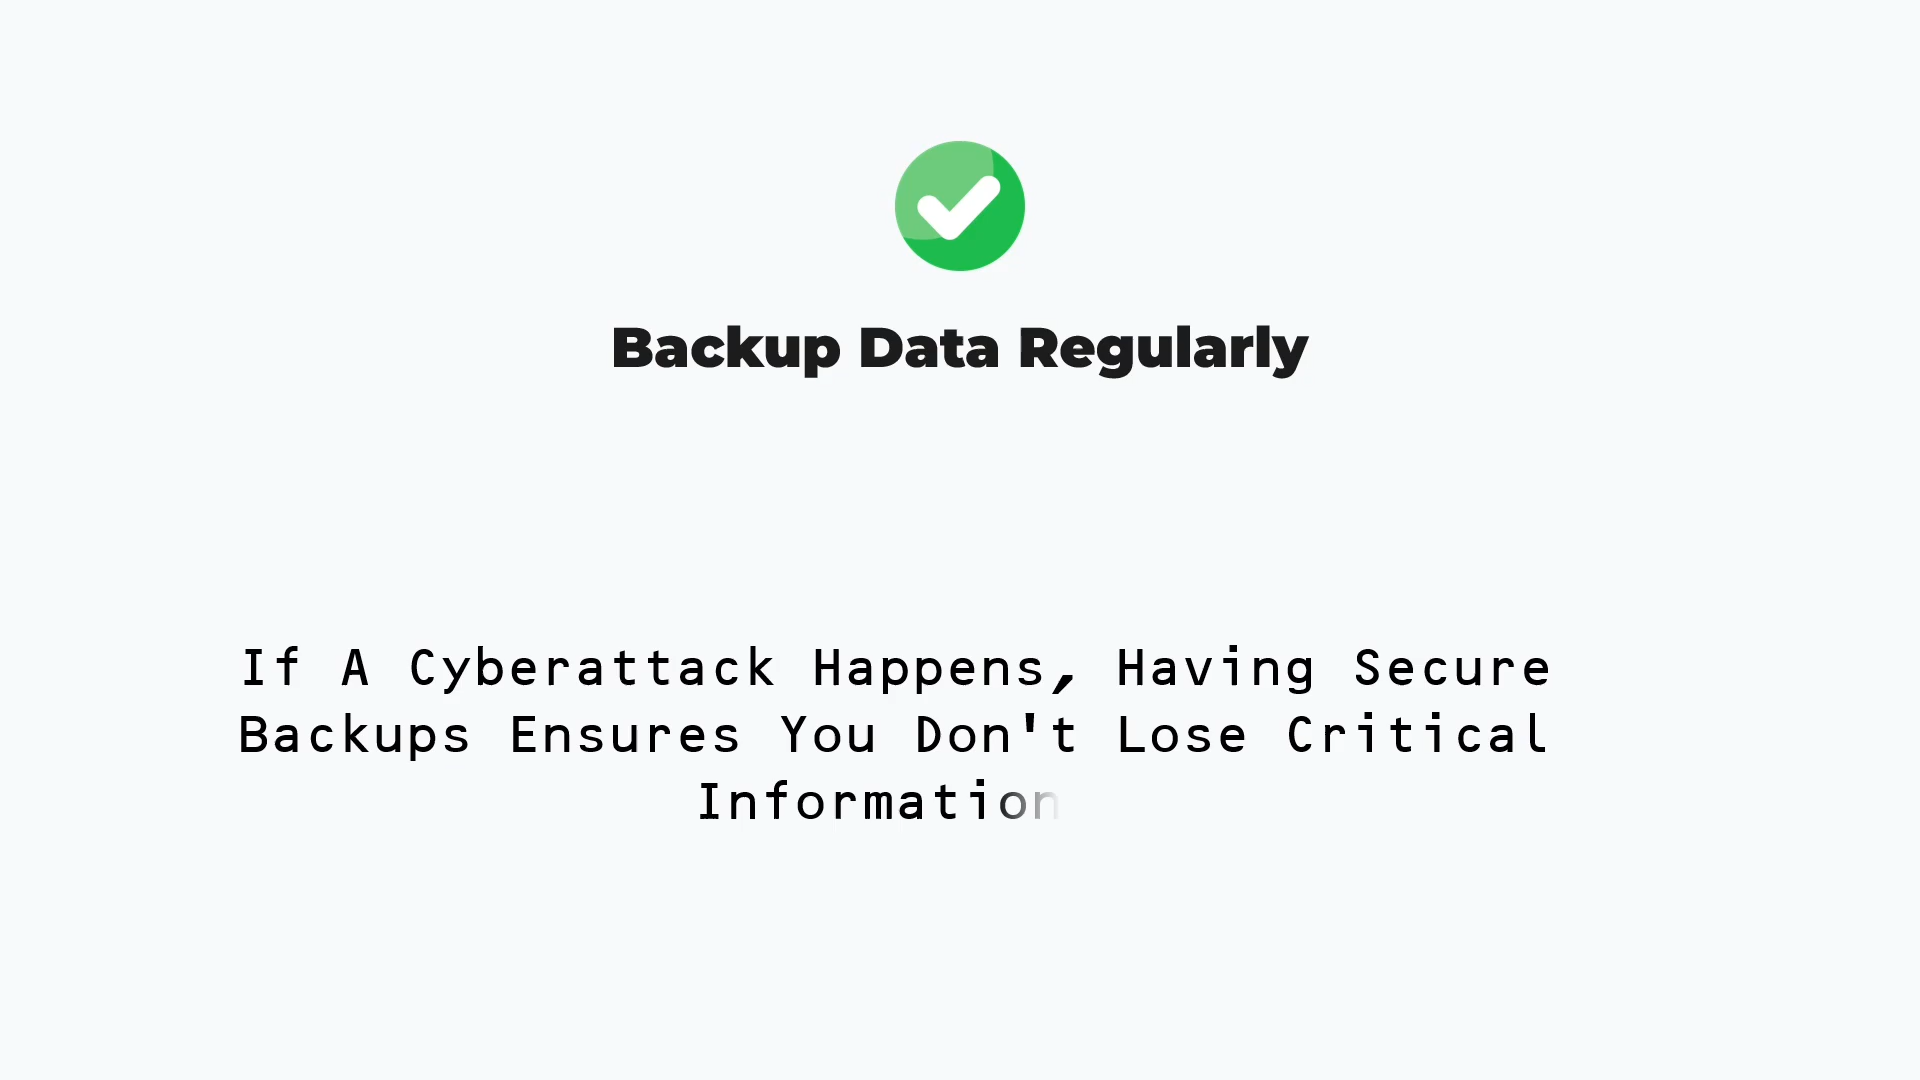 Backup Data Regularly
If A Cyberattack Happens, Having Secure
Backups Ensures You Don't Lose Critical
Information